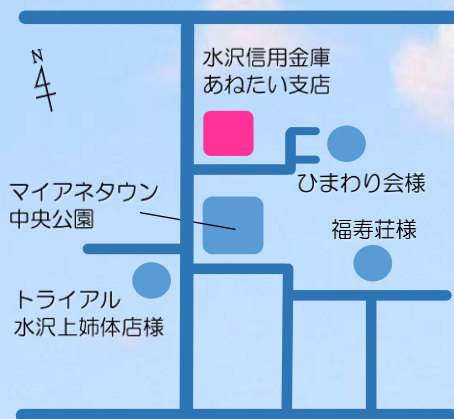 N
水沢信用金庫
あねたい支店
ひまわり会様
マイアネタウン
中央公園
福寿荘様
トライアル
水沢上姉体店様